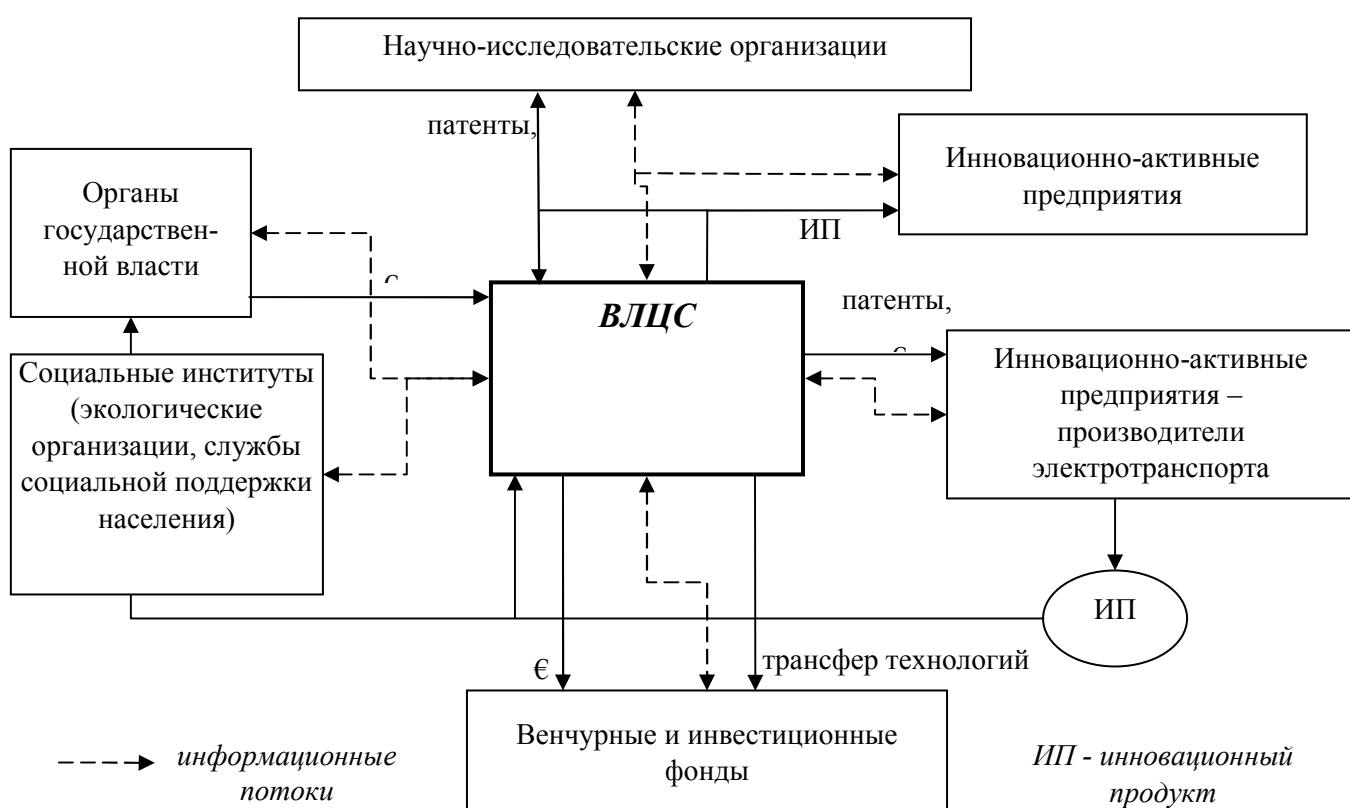 Научно-исследовательские организации
патенты,
Инновационно-активные
предприятия
Органы
государствен-
ной власти
ИП
ВЛЦС
патенты,
Социальные институты
(экологические
организации, службы
социальной поддержки
населения)
Инновационно-активные
предприятия –
производители
электротранспорта
ИП
€
трансфер технологий
Венчурные и инвестиционные
фонды
информационные
потоки
ИП - инновационный
продукт